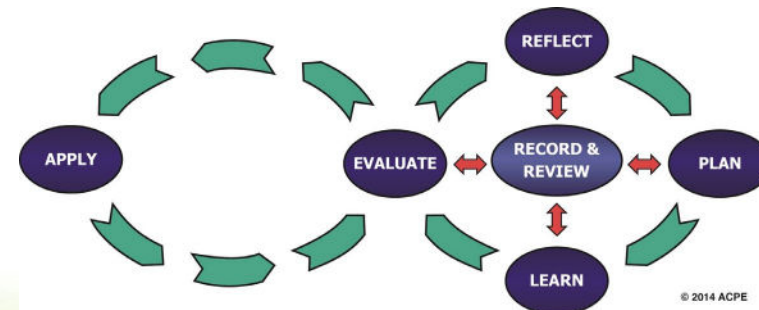 REFLECT
APPLY
EVALUATE
RECORD &
REVIEW
PLAN
LEARN
© 2014 ACPE